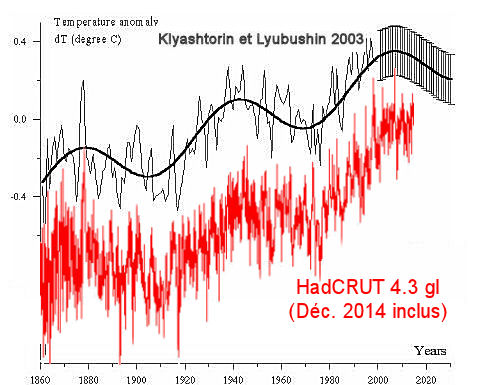 Temperature anomaly
dT (degree C)
Klyashtorin et Lyubushin 2003
0.4
0.0
-0.4
HadCRUT 4.3 gl
(Déc. 2014 inclus)
Years
1860 1880 1900 1920 1940 1960 1980 2000 2020